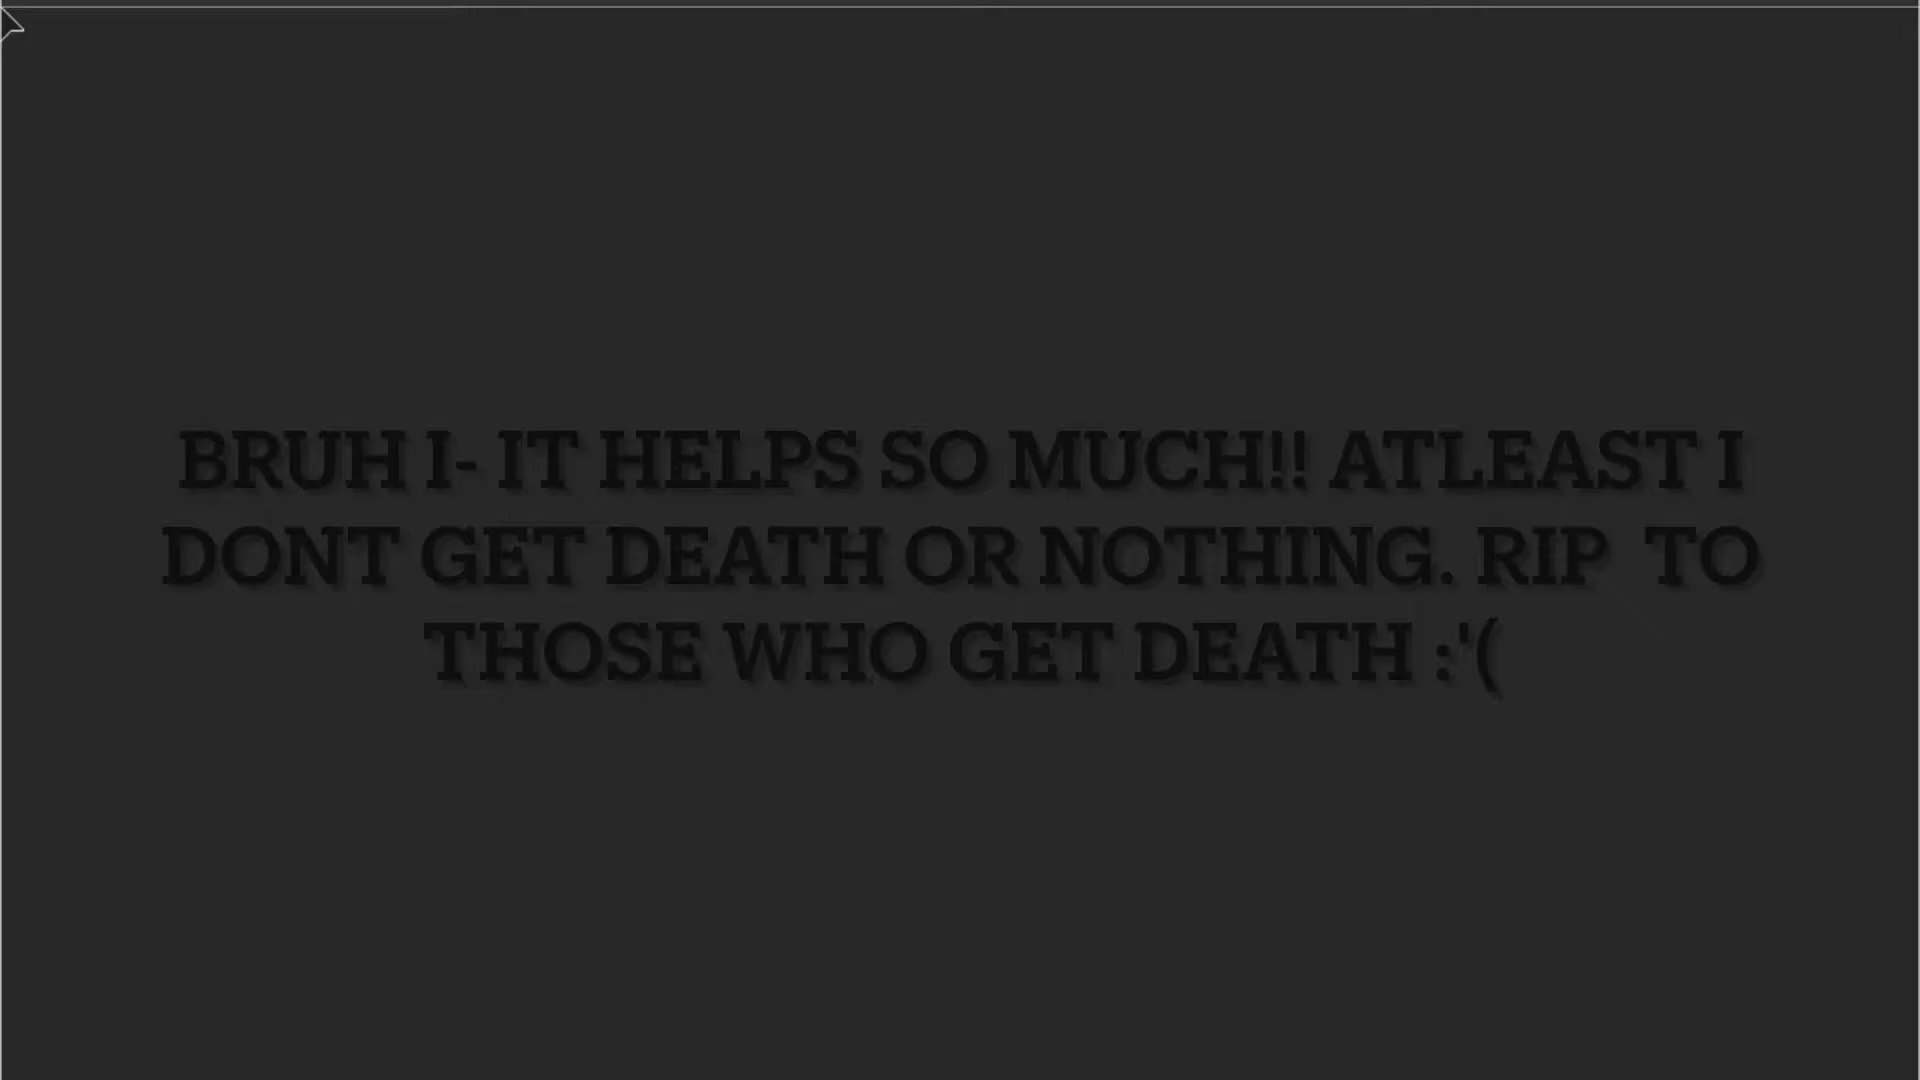 BRUH I- IT HELPS SO MUCH!! ATLEAST I
DONT GET DEATH OR NOTHING. RIP  TO
THOSE WHO GET DEATH :'(